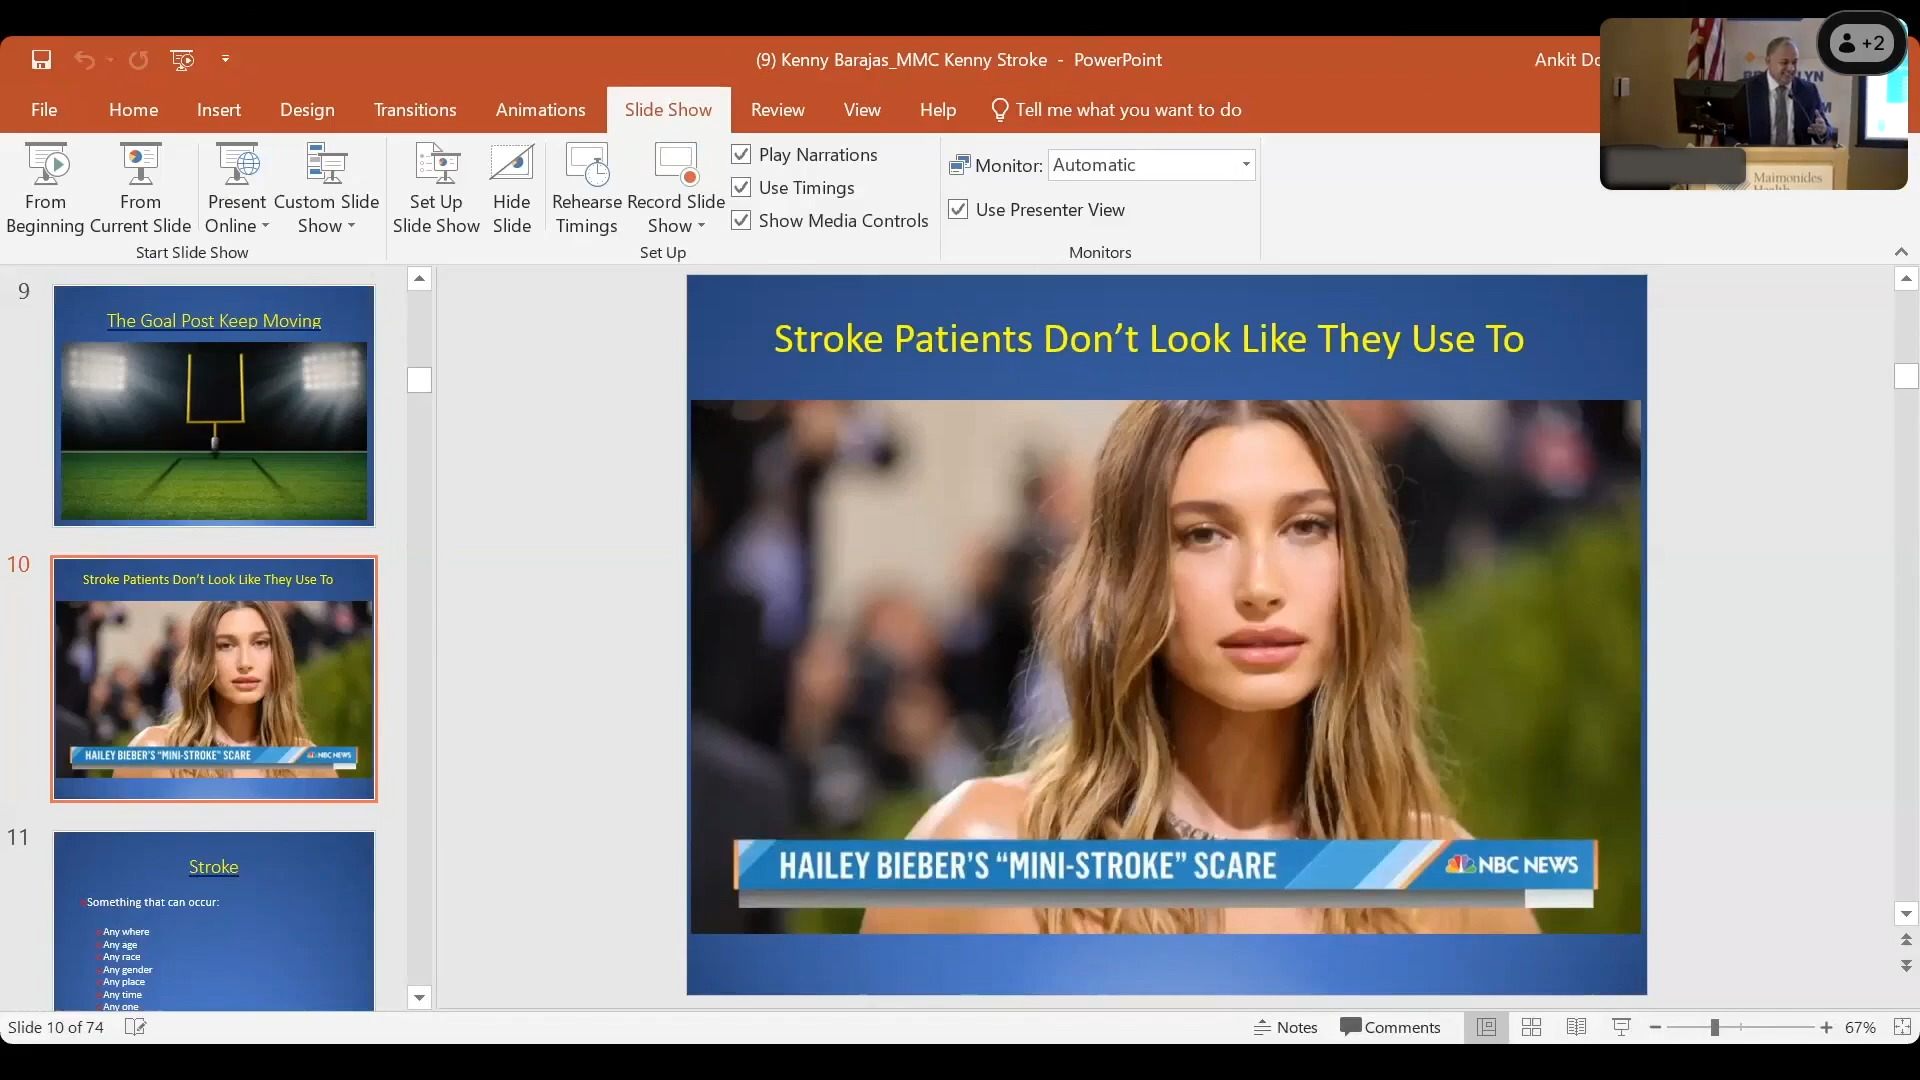 (9) Kenny Barajas_MMC Kenny Stroke - PowerPoint
Ankit
+2
File Home Insert Design Transitions Animations Slide Show Review View Help Tell me what you want to do
From Beginning
From Current Slide
Present Online
Custom Slide Show
Start Slide Show
Set Up Slide Show
Hide Slide
Rehearse Timings
Record Slide Show
Play Narrations
Use Timings
Show Media Controls
Set Up
Monitor: Automatic
Use Presenter View
Monitors
Maimonides
Health
9
The Goal Post Keep Moving
10
Stroke Patients Don’t Look Like They Use To
HAILEY BIEBER’S “MINI-STROKE” SCARE
NBC NEWS
11
Stroke
Something that can occur:
Any where
Any age
Any race
Any gender
Any place
Any time
Any one
Stroke Patients Don’t Look Like They Use To
HAILEY BIEBER’S “MINI-STROKE” SCARE
NBC NEWS
Slide 10 of 74
Notes Comments
67%